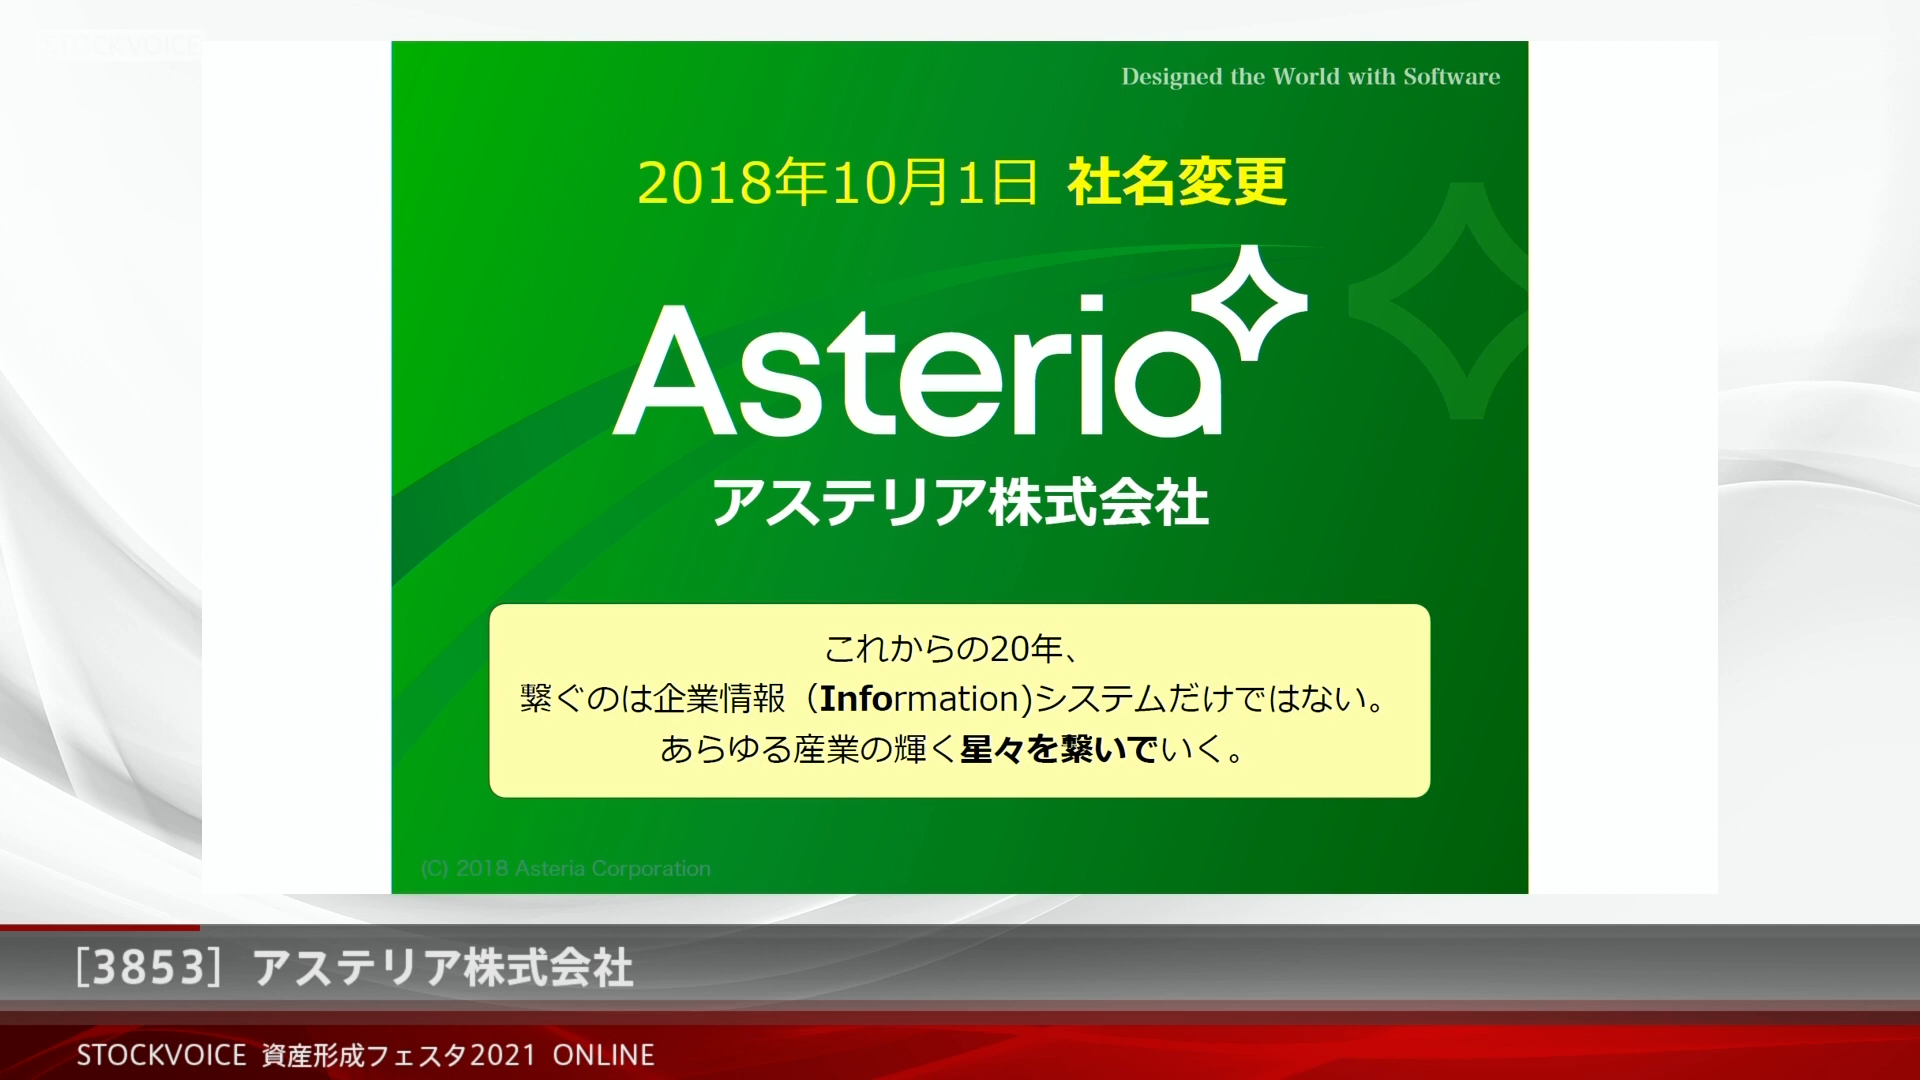 STOCKVOICE
Designed the World with Software
2018年10月1日 社名変更
Asteria
アステリア株式会社
これからの20年、
繋ぐのは企業情報（Information)システムだけではない。
あらゆる産業の輝く星々を繋いでいく。
(C) 2018 Asteria Corporation
[3853] アステリア株式会社
STOCKVOICE 資産形成フェスタ2021 ONLINE